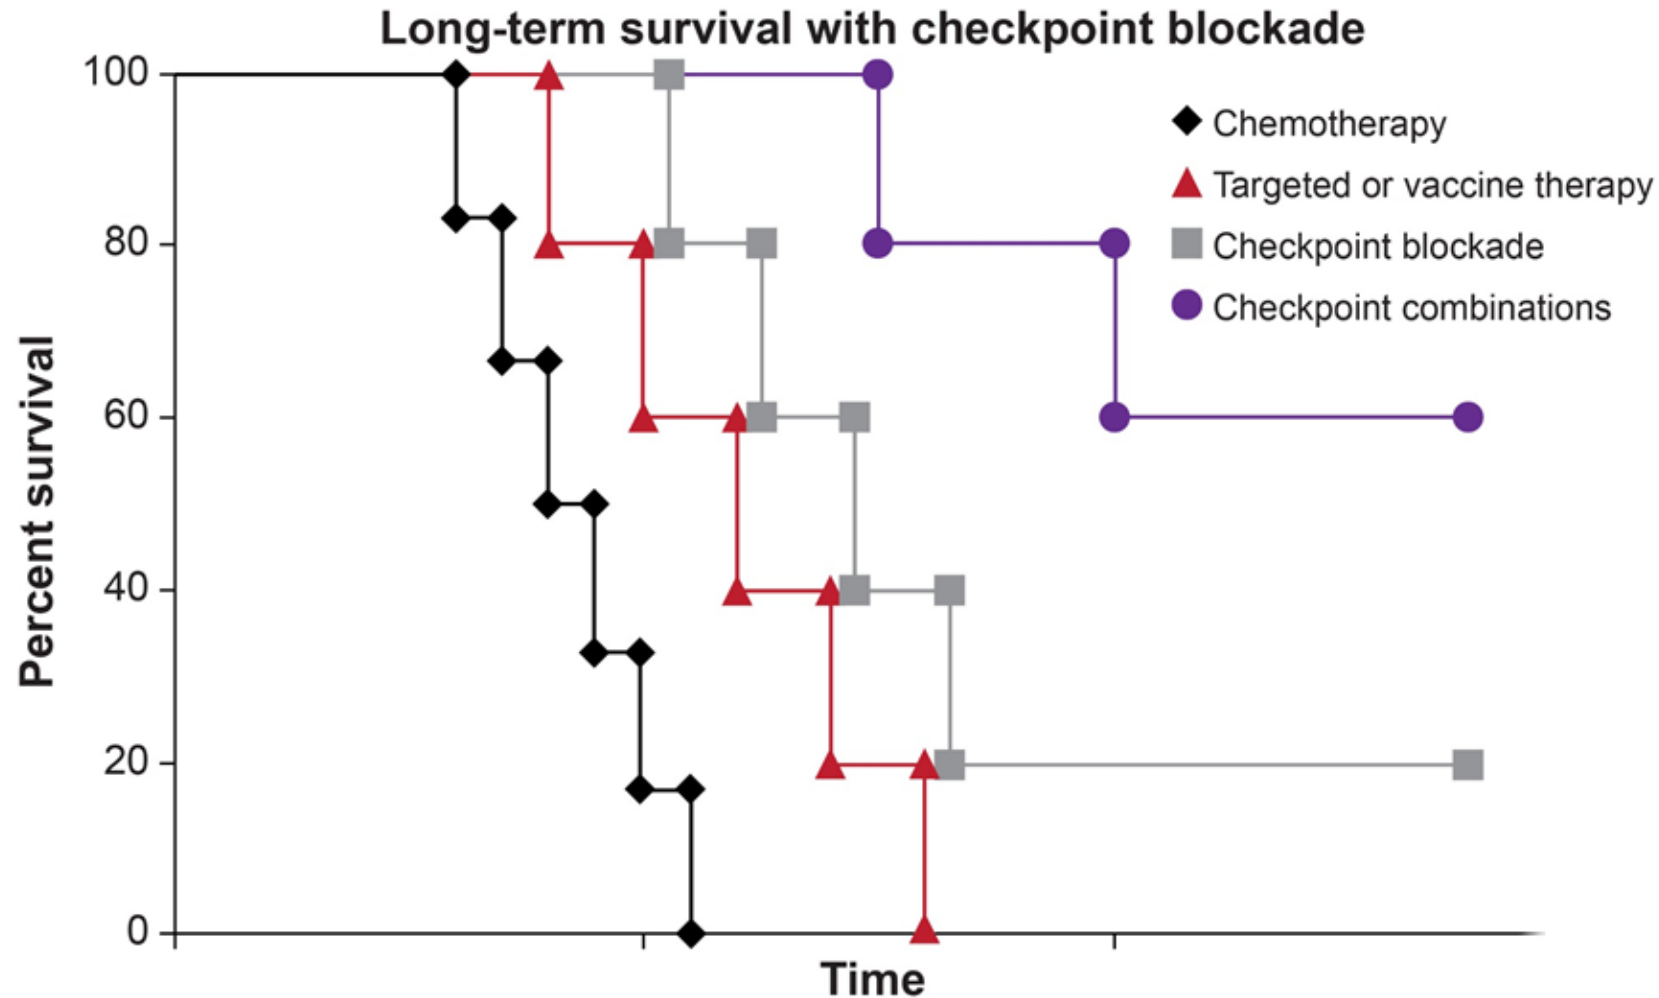 Long-term survival with checkpoint blockade
100
80
60
40
20
0
Percent survival
Time
Chemotherapy
Targeted or vaccine therapy
Checkpoint blockade
Checkpoint combinations